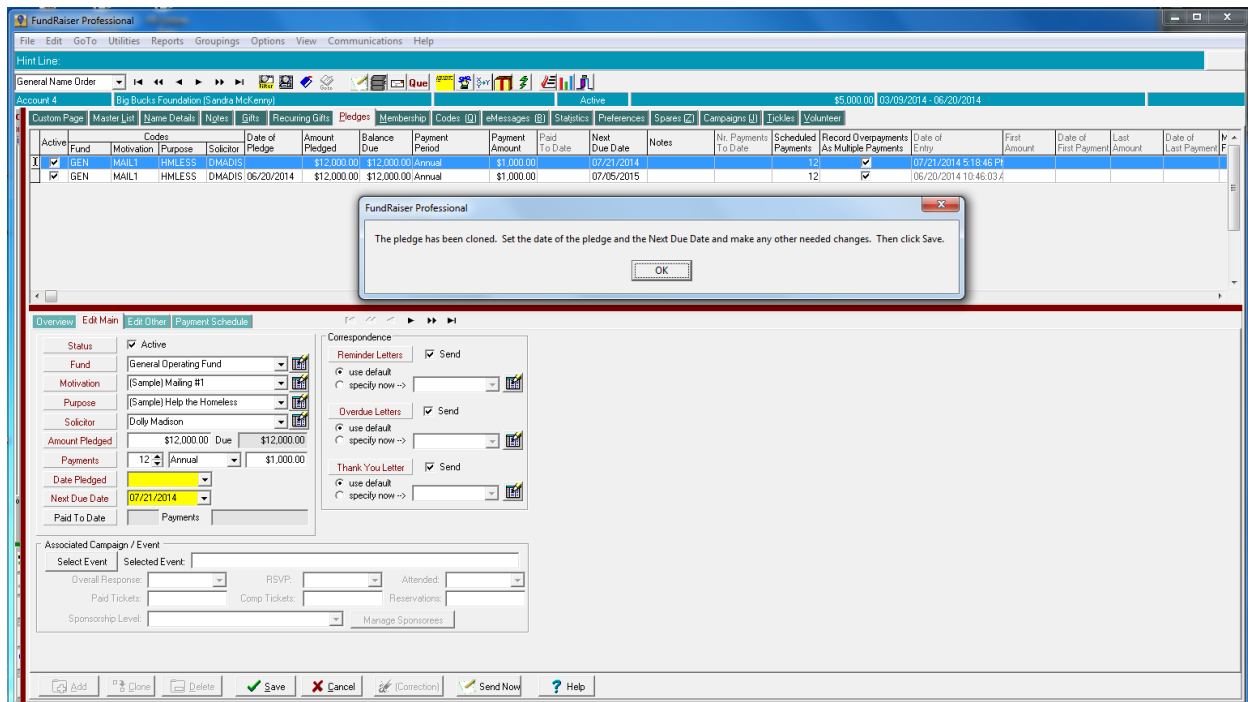 FundRaiser Professional
File Edit GoTo Utilities Reports Groupings Options View Communications Help
Hint Line:
General Name Order Que
Account 4 Big Bucks Foundation (Sandra McKenny) Active $5,000.00 03/09/2014 - 06/20/2014
Custom Page Master List Name Details Notes Gifts Recurring Gifts Pledges Membership Codes (Q) eMessages (B) Statistics Preferences Spares (Z) Campaigns (J) Tickles Volunteer
Codes Date of Amount Balance Payment Payment Paid Next Nr. Payments Scheduled Record Overpayments Date of First Date of Last Date of
Active Fund Motivation Purpose Solicitor Pledge Pledged Due Period Amount To Date Due Date Notes To Date Payments As Multiple Payments Entry Amount First Payment Amount Last Payment
GEN MAIL1 HMLESS DMADIS $12,000.00 $12,000.00 Annual $1,000.00 07/21/2014 12 07/21/2014 5:18:46 PM
GEN MAIL1 HMLESS DMADIS 06/20/2014 $12,000.00 $12,000.00 Annual $1,000.00 07/05/2015 12 06/20/2014 10:46:03 A
FundRaiser Professional
The pledge has been cloned. Set the date of the pledge and the Next Due Date and make any other needed changes. Then click Save.
OK
Overview Edit Main Edit Other Payment Schedule
Status Active
Fund General Operating Fund
Motivation (Sample) Mailing #1
Purpose (Sample) Help the Homeless
Solicitor Dolly Madison
Amount Pledged $12,000.00 Due $12,000.00
Payments 12 Annual $1,000.00
Date Pledged
Next Due Date 07/21/2014
Paid To Date Payments
Correspondence
Reminder Letters Send
use default
specify now -->
Overdue Letters Send
use default
specify now -->
Thank You Letter Send
use default
specify now -->
Associated Campaign / Event
Select Event Selected Event:
Overall Response: RSVP: Attended:
Paid Tickets: Comp Tickets: Reservations:
Sponsorship Level: Manage Sponsorees
Add Clone Delete Save Cancel (Correction) Send Now Help